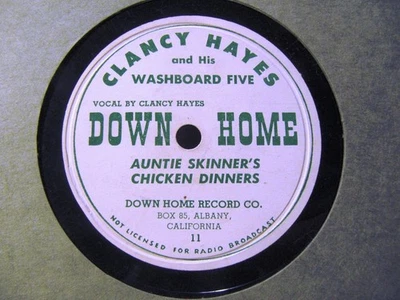 CLANCY HAYES
and His
WASHBOARD FIVE
VOCAL BY CLANCY HAYES
DOWN HOME
AUNTIE SKINNER'S
CHICKEN DINNERS
DOWN HOME RECORD CO.
BOX 85, ALBANY,
CALIFORNIA
11
NOT LICENSED FOR RADIO BROADCAST